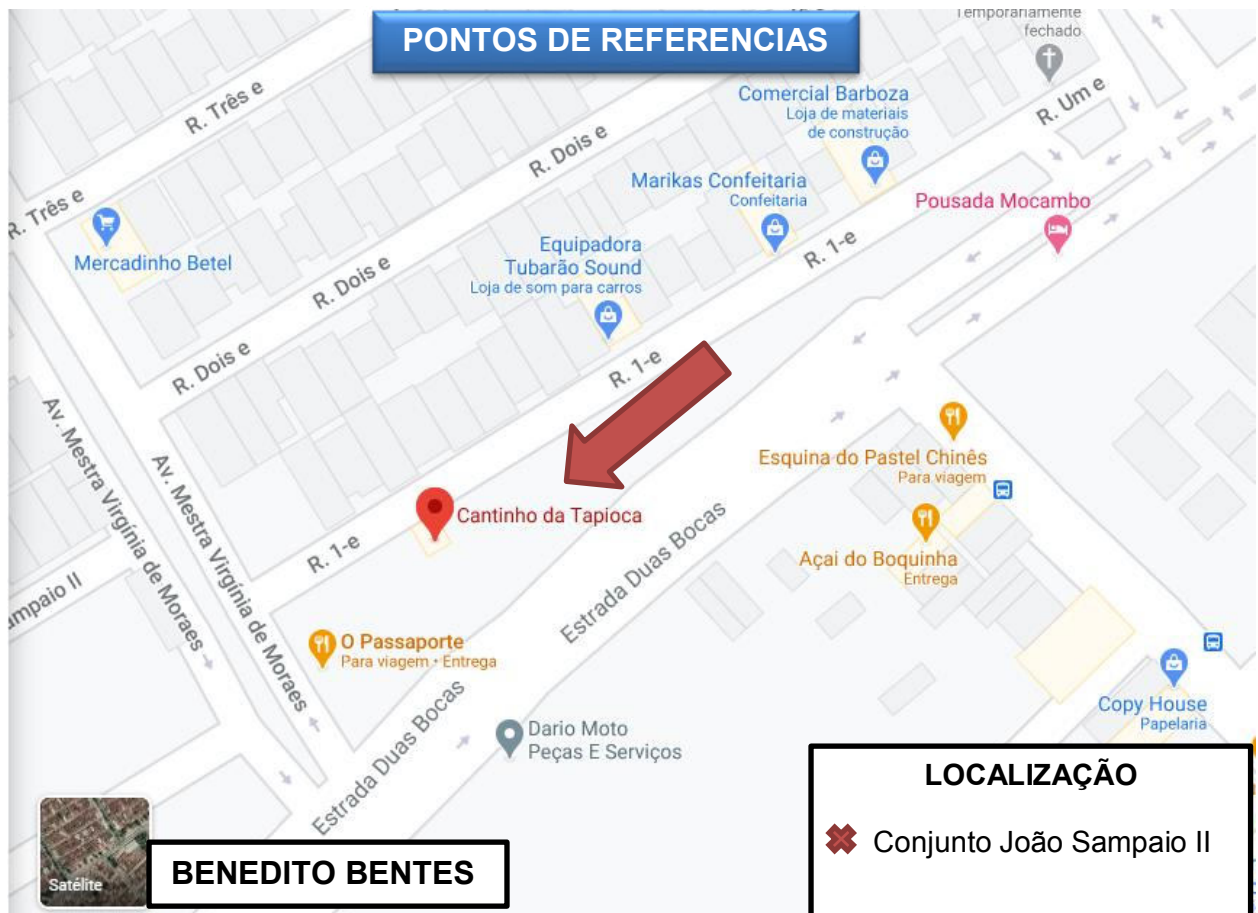 PONTOS DE REFERENCIAS
Temporariamente
fechado
R. Três e
Comercial Barboza
Loja de materiais
de construção
R. Um e
R. Dois e
Marikas Confeitaria
Confeitaria
Pousada Mocambo
R. Três e
Mercadinho Betel
Equipadora
Tubarão Sound
Loja de som para carros
R. 1-e
R. Dois e
R. Dois e
R. 1-e
Av. Mestra Virgínia de Moraes
Av. Mestra Virgínia de Moraes
Esquina do Pastel Chinês
Para viagem
Cantinho da Tapioca
R. 1-e
Estrada Duas Bocas
Açai do Boquinha
Entrega
ampaio II
O Passaporte
Para viagem · Entrega
Estrada Duas Bocas
Dario Moto
Peças E Serviços
Copy House
Papelaria
LOCALIZAÇÃO
Conjunto João Sampaio II
Satélite
BENEDITO BENTES